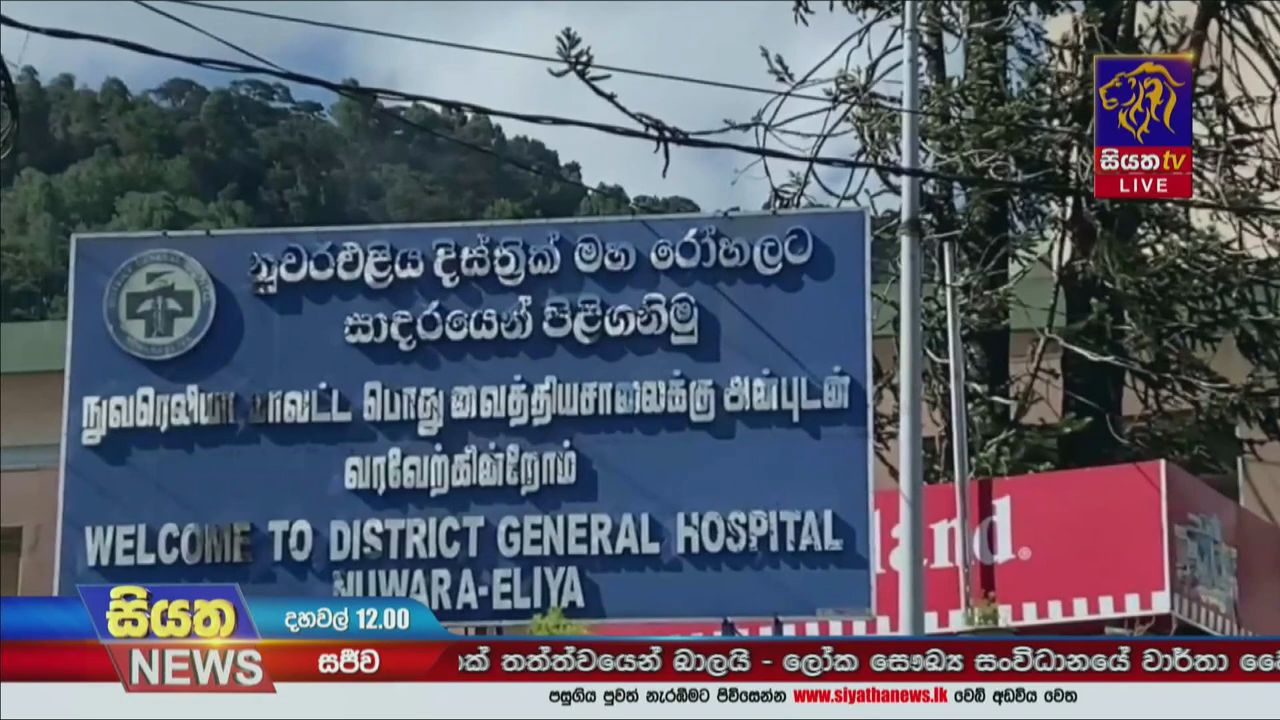 සියත tv
LIVE
නුවරඑළිය දිස්ත්‍රික් මහ රෝහලට
සාදරයෙන් පිළිගනිමු
நுவரெலியா மாவட்ட பொது வைத்தியசாலைக்கு அன்புடன்
வரவேற்கின்றோம்
WELCOME TO DISTRICT GENERAL HOSPITAL
NUWARA-ELIYA
සියත
NEWS
දහවල් 12.00
සජීව
තත්ත්වයෙන් බාලයි - ලෝක සෞඛ්‍ය සංවිධානයේ වාර්තා
පසුගිය පුවත් නැරඹීමට පිවිසෙන්න www.siyathanews.lk වෙබ් අඩවිය වෙත